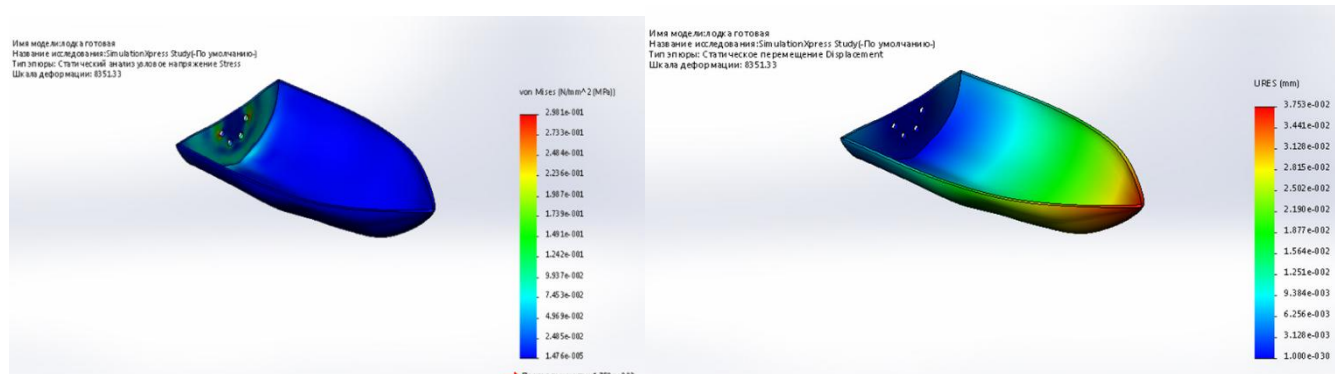 Имя модели:лодка готовая
Название исследования:SimulationXpress Study(-По умолчанию-)
Тип эпюры: Статический анализ узловое напряжение Stress
Шкала деформации: 8351.33
von Mises (N/mm^2 (MPa))
2.981e-001
2.733e-001
2.484e-001
2.236e-001
1.987e-001
1.739e-001
1.491e-001
1.242e-001
9.937e-002
7.453e-002
4.969e-002
2.485e-002
1.476e-005
Имя модели:лодка готовая
Название исследования:SimulationXpress Study(-По умолчанию-)
Тип эпюры: Статическое перемещение Displacement
Шкала деформации: 8351.33
URES (mm)
3.753e-002
3.441e-002
3.128e-002
2.815e-002
2.502e-002
2.190e-002
1.877e-002
1.564e-002
1.251e-002
9.384e-003
6.256e-003
3.128e-003
1.000e-030